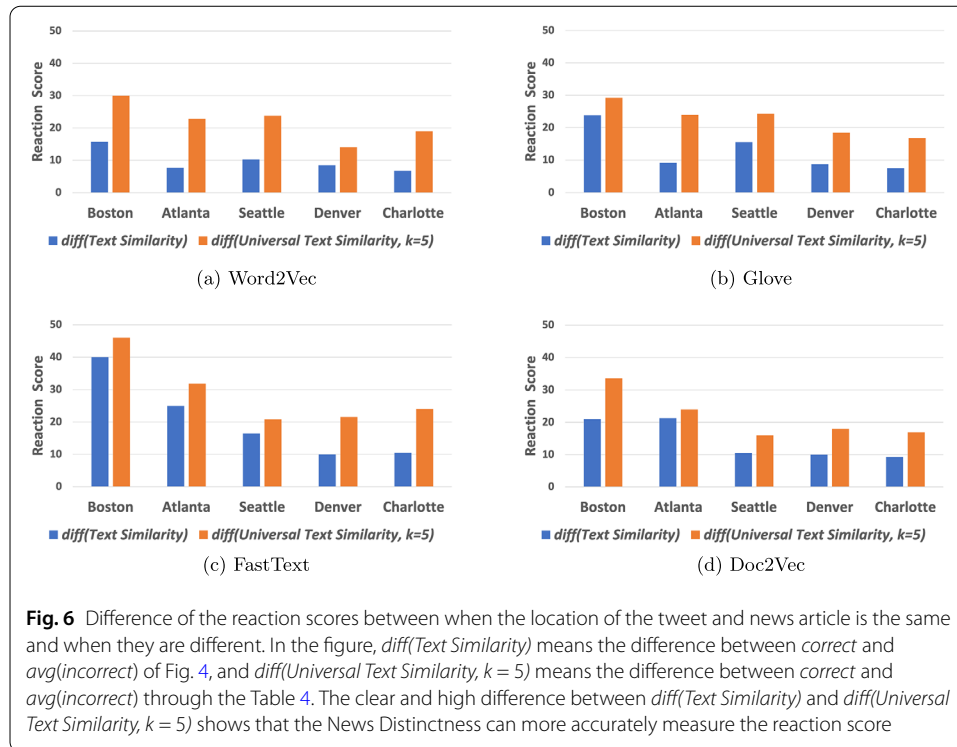 50
40
30
20
10
0
Reaction Score
Boston Atlanta Seattle Denver Charlotte
diff(Text Similarity) diff(Universal Text Similarity, k=5)
(a) Word2Vec
50
40
30
20
10
0
Reaction Score
Boston Atlanta Seattle Denver Charlotte
diff(Text Similarity) diff(Universal Text Similarity, k=5)
(b) Glove
50
40
30
20
10
0
Reaction Score
Boston Atlanta Seattle Denver Charlotte
diff(Text Similarity) diff(Universal Text Similarity, k=5)
(c) FastText
50
40
30
20
10
0
Reaction Score
Boston Atlanta Seattle Denver Charlotte
diff(Text Similarity) diff(Universal Text Similarity, k=5)
(d) Doc2Vec
Fig. 6 Difference of the reaction scores between when the location of the tweet and news article is the same
and when they are different. In the figure, diff(Text Similarity) means the difference between correct and
avg(incorrect) of Fig. 4, and diff(Universal Text Similarity, k = 5) means the difference between correct and
avg(incorrect) through the Table 4. The clear and high difference between diff(Text Similarity) and diff(Universal
Text Similarity, k = 5) shows that the News Distinctness can more accurately measure the reaction score